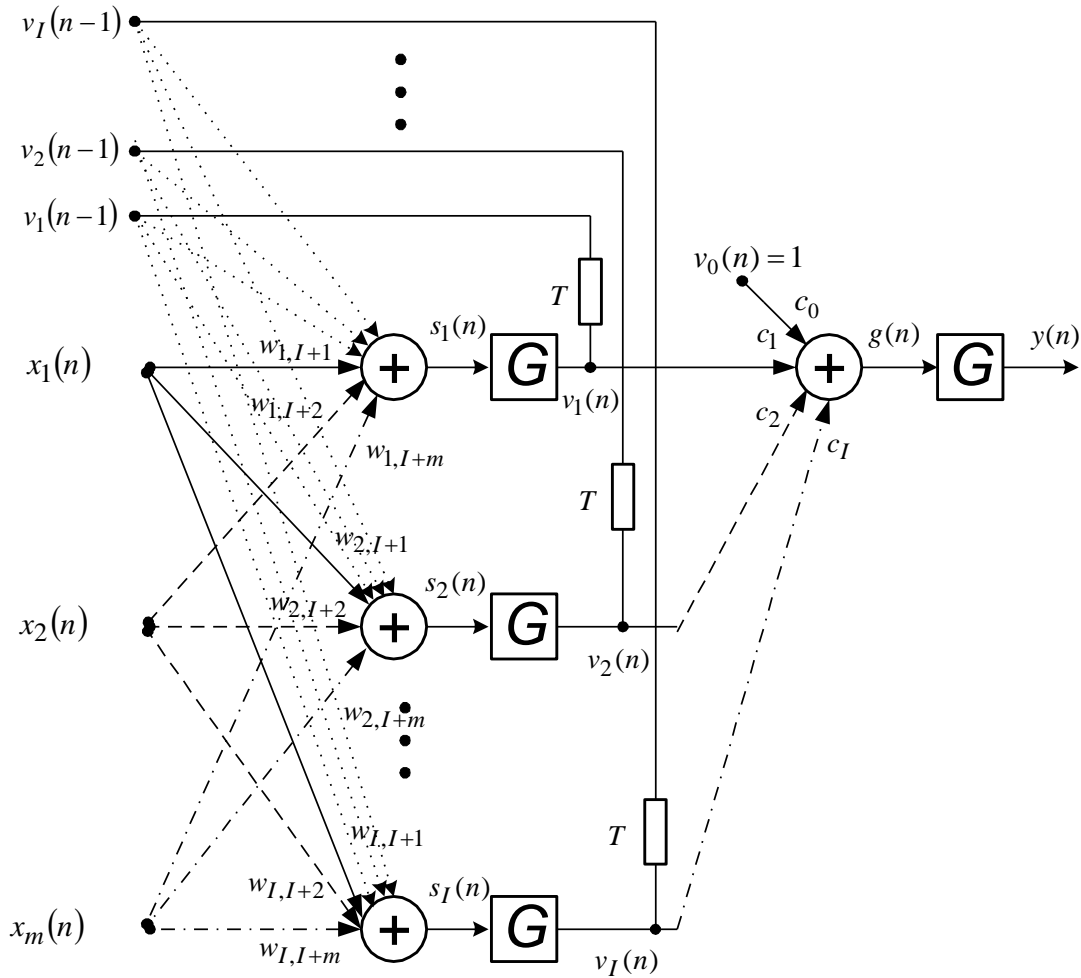 v_I(n−1)
v_2(n−1)
v_1(n−1)
v_0(n) = 1
T
c_0
x_1(n)
w_{1,I+1}
+
s_1(n)
G
v_1(n)
c_1
+
g(n)
G
y(n)
w_{1,I+2}
c_2
w_{1,I+m}
c_I
T
w_{2,I+1}
x_2(n)
w_{2,I+2}
+
s_2(n)
G
v_2(n)
w_{2,I+m}
T
w_{I,I+1}
w_{I,I+2}
x_m(n)
w_{I,I+m}
+
s_I(n)
G
v_I(n)